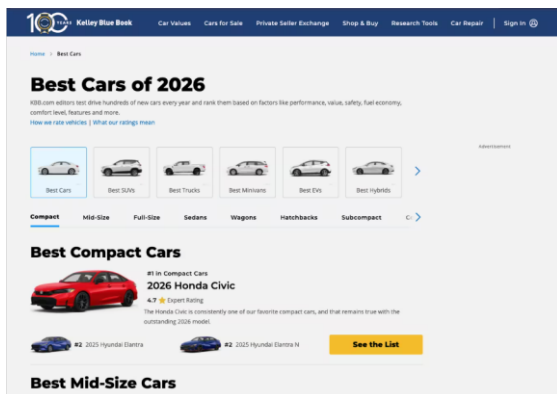 100 YEARS Kelley Blue Book Car Values Cars for Sale Private Seller Exchange Shop & Buy Research Tools Car Repair Sign in
Home > Best Cars
Best Cars of 2026
KBB.com editors test drive hundreds of new cars every year and rank them based on factors like performance, value, safety, fuel economy,
comfort level, features and more.
How we rate vehicles | What our ratings mean
Advertisement
Best Cars Best SUVs Best Trucks Best Minivans Best EVs Best Hybrids
Compact Mid-Size Full-Size Sedans Wagons Hatchbacks Subcompact
Best Compact Cars
#1 in Compact Cars
2026 Honda Civic
4.7 Expert Rating
The Honda Civic is consistently one of our favorite compact cars, and that remains true with the
outstanding 2026 model.
#2 2025 Hyundai Elantra #2 2025 Hyundai Elantra N See the List
Best Mid-Size Cars